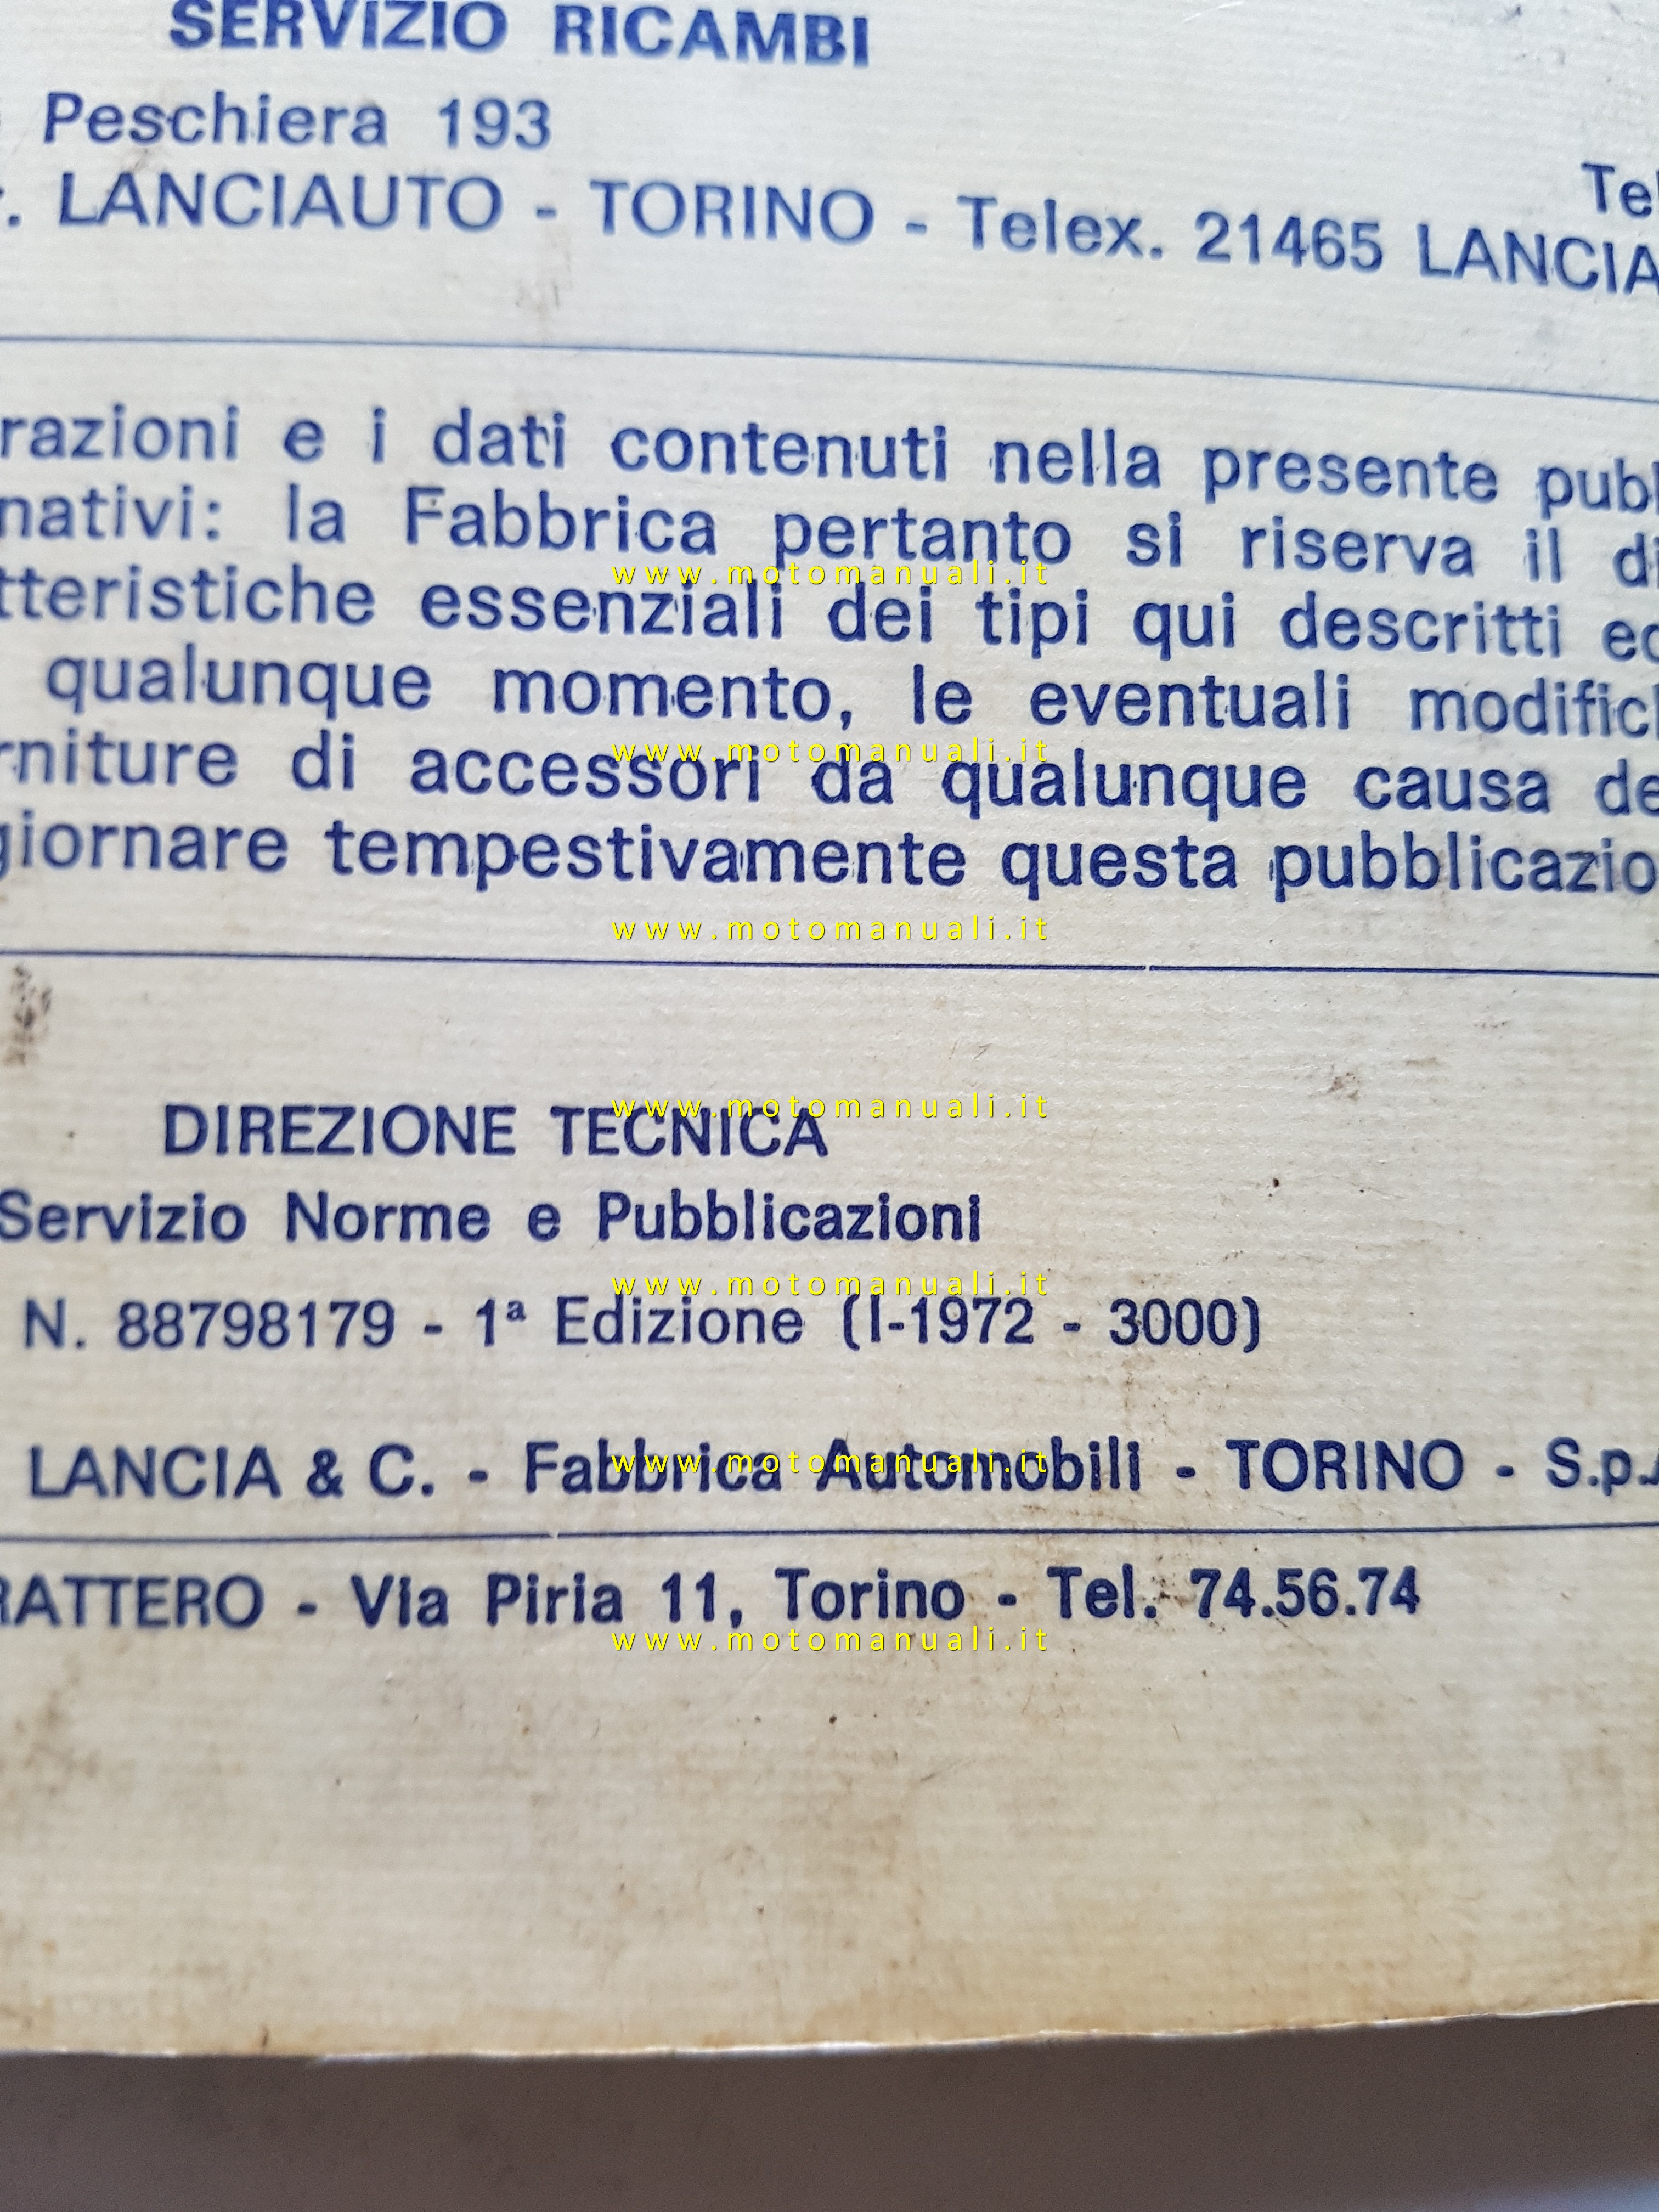 SERVIZIO RICAMBI
Peschiera 193
Tel
LANCIAUTO - TORINO - Telex. 21465 LANCIA
razioni e i dati contenuti nella presente pubbl
nativi: la Fabbrica pertanto si riserva il di
www.motomanuali.it
tteristiche essenziali dei tipi qui descritti ed
qualunque momento, le eventuali modifich
www.motomanuali.it
rniture di accessori da qualunque causa de
giornare tempestivamente questa pubblicazio
www.motomanuali.it
www.motomanuali.it
DIREZIONE TECNICA
Servizio Norme e Pubblicazioni
www.motomanuali.it
N. 88798179 - 1ª Edizione (I-1972 - 3000)
www.motomanuali.it
LANCIA & C. - Fabbrica Automobili - TORINO - S.p.
RATTERO - Via Piria 11, Torino - Tel. 74.56.74
www.motomanuali.it